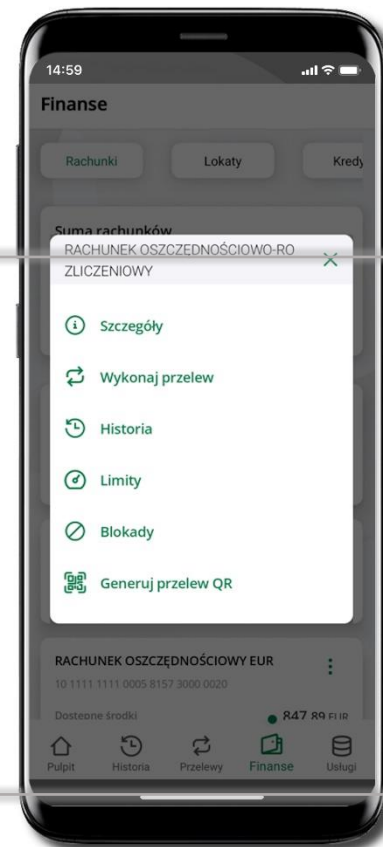 14:59
Finanse
Rachunki
Lokaty
Kredy
Suma rachunków
RACHUNEK OSZCZĘDNOŚCIOWO-RO
ZLICZENIOWY
Szczegóły
Wykonaj przelew
Historia
Limity
Blokady
Generuj przelew QR
RACHUNEK OSZCZĘDNOŚCIOWY EUR
10 1111 1111 0005 8157 3000 0020
Dostępne środki
847,89 EUR
Pulpit
Historia
Przelewy
Finanse
Usługi